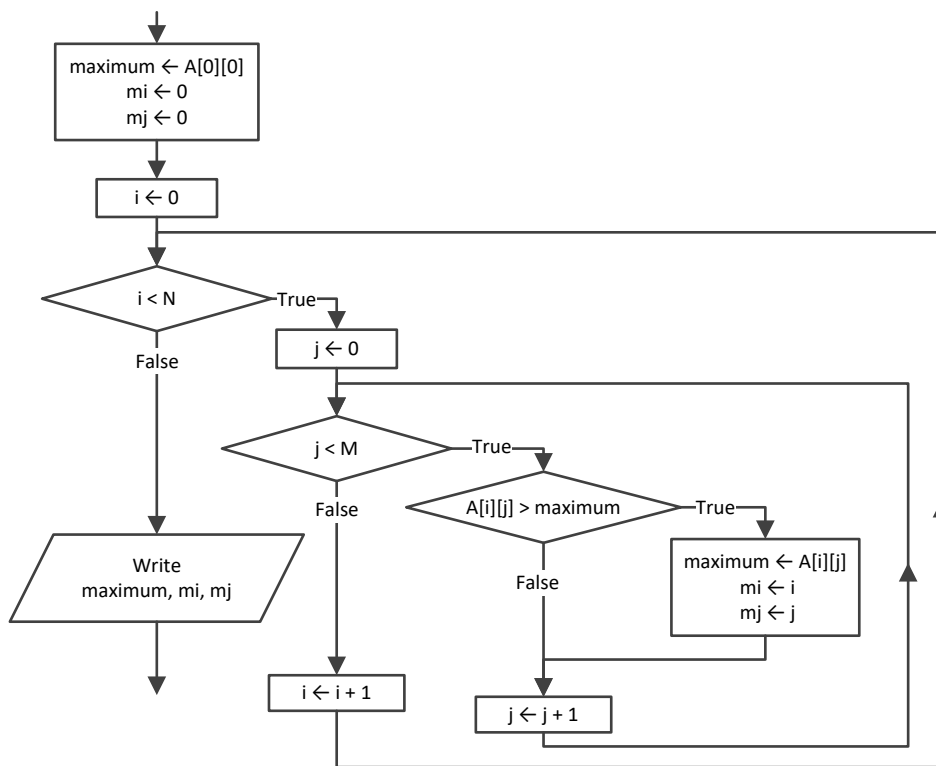 maximum ← A[0][0]
mi ← 0
mj ← 0
i ← 0
i < N
True
False
j ← 0
j < M
True
False
A[i][j] > maximum
True
False
maximum ← A[i][j]
mi ← i
mj ← j
Write
maximum, mi, mj
i ← i + 1
j ← j + 1